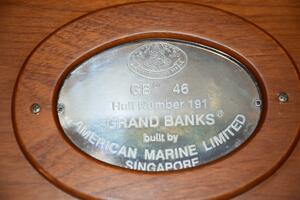 GB 46
Hull Number 191
GRAND BANKS®
built by
AMERICAN MARINE LIMITED
SINGAPORE